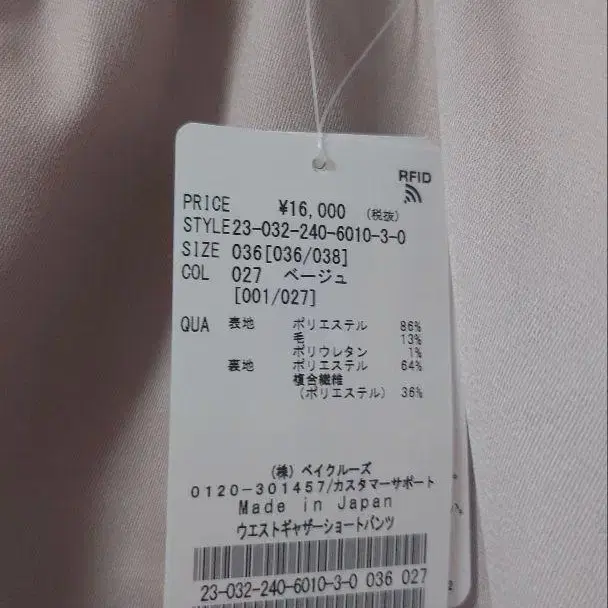 RFID
PRICE ¥16,000 (税抜)
STYLE23-032-240-6010-3-0
SIZE 036[036/038]
COL 027 ベージュ
[001/027]
QUA 表地 ポリエステル 86%
毛 13%
ポリウレタン 1%
裏地 ポリエステル 64%
複合繊維
(ポリエステル) 36%
(株) ベイクルーズ
0120-301457/カスタマーサポート
Made in Japan
ウエストギャザーショートパンツ
23-032-240-6010-3-0 036 027